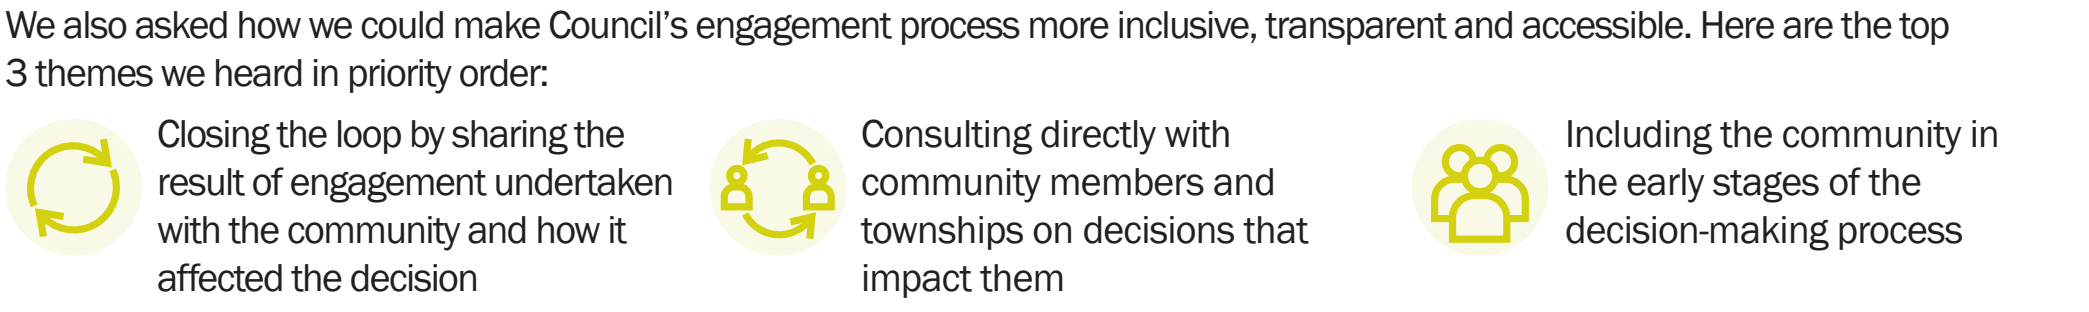 We also asked how we could make Council’s engagement process more inclusive, transparent and accessible. Here are the top
3 themes we heard in priority order:
Closing the loop by sharing the
result of engagement undertaken
with the community and how it
affected the decision
Consulting directly with
community members and
townships on decisions that
impact them
Including the community in
the early stages of the
decision-making process